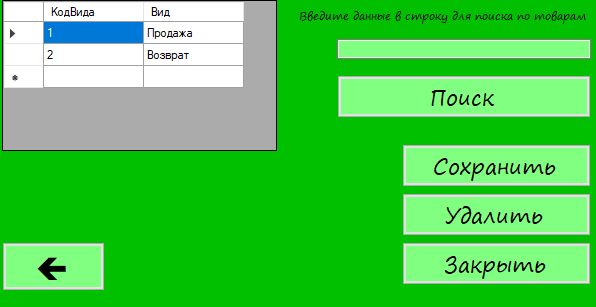 КодВида Вид
1 Продажа
2 Возврат
Введите данные в строку для поиска по товарам
Поиск
Сохранить
Удалить
Закрыть